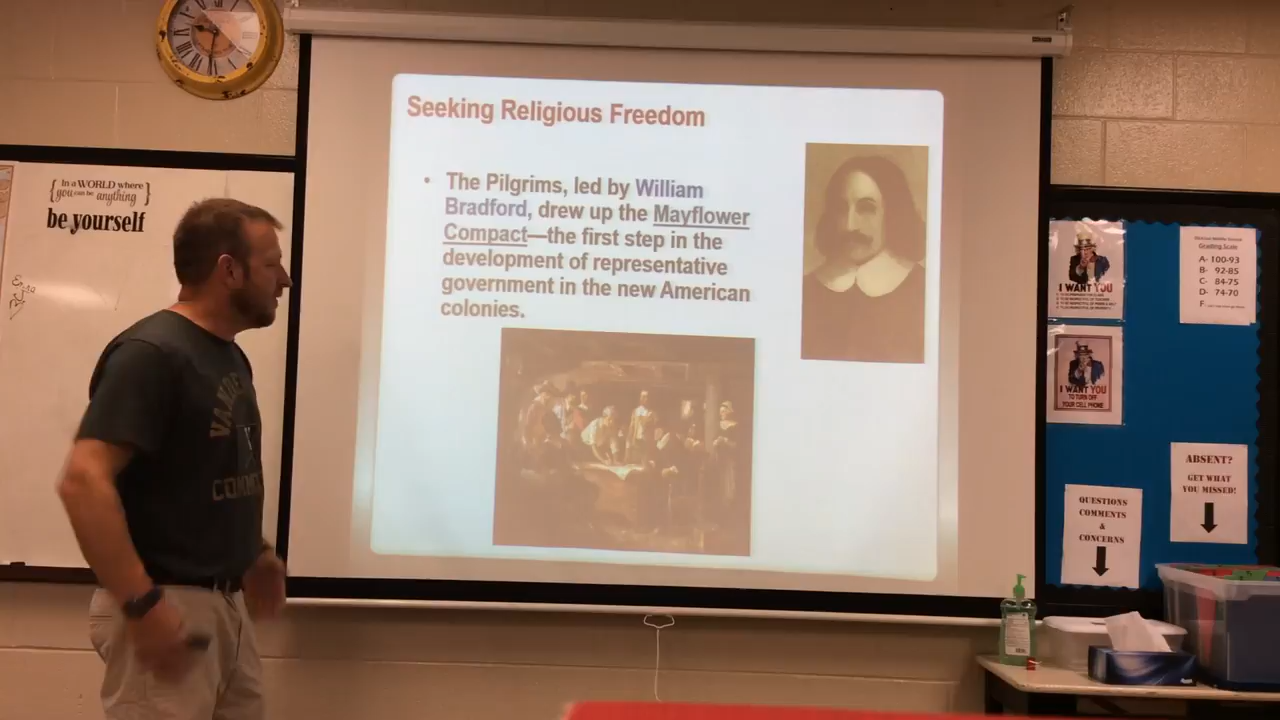 In a WORLD where
you can be anything
be yourself
Seeking Religious Freedom
• The Pilgrims, led by William
Bradford, drew up the Mayflower
Compact—the first step in the
development of representative
government in the new American
colonies.
I WANT YOU
I WANT YOU
TO TURN OFF
YOUR CELL PHONE
Grading Scale
A- 100-93
B- 92-85
C- 84-75
D- 74-70
F-
ABSENT?
GET WHAT
YOU MISSED!
QUESTIONS
COMMENTS
&
CONCERNS